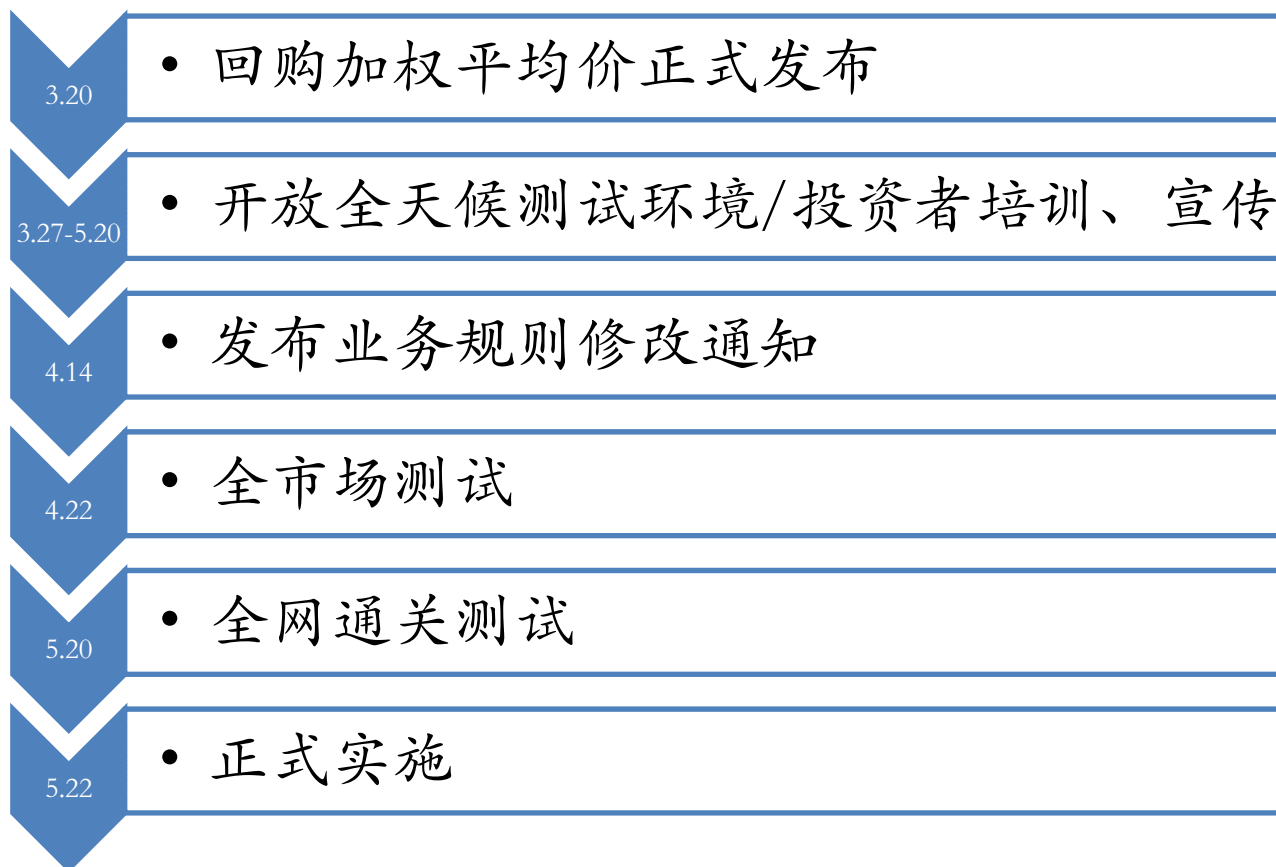 3.20
• 回购加权平均价正式发布
3.27-5.20
• 开放全天候测试环境/投资者培训、宣传
4.14
• 发布业务规则修改通知
4.22
• 全市场测试
5.20
• 全网通关测试
5.22
• 正式实施